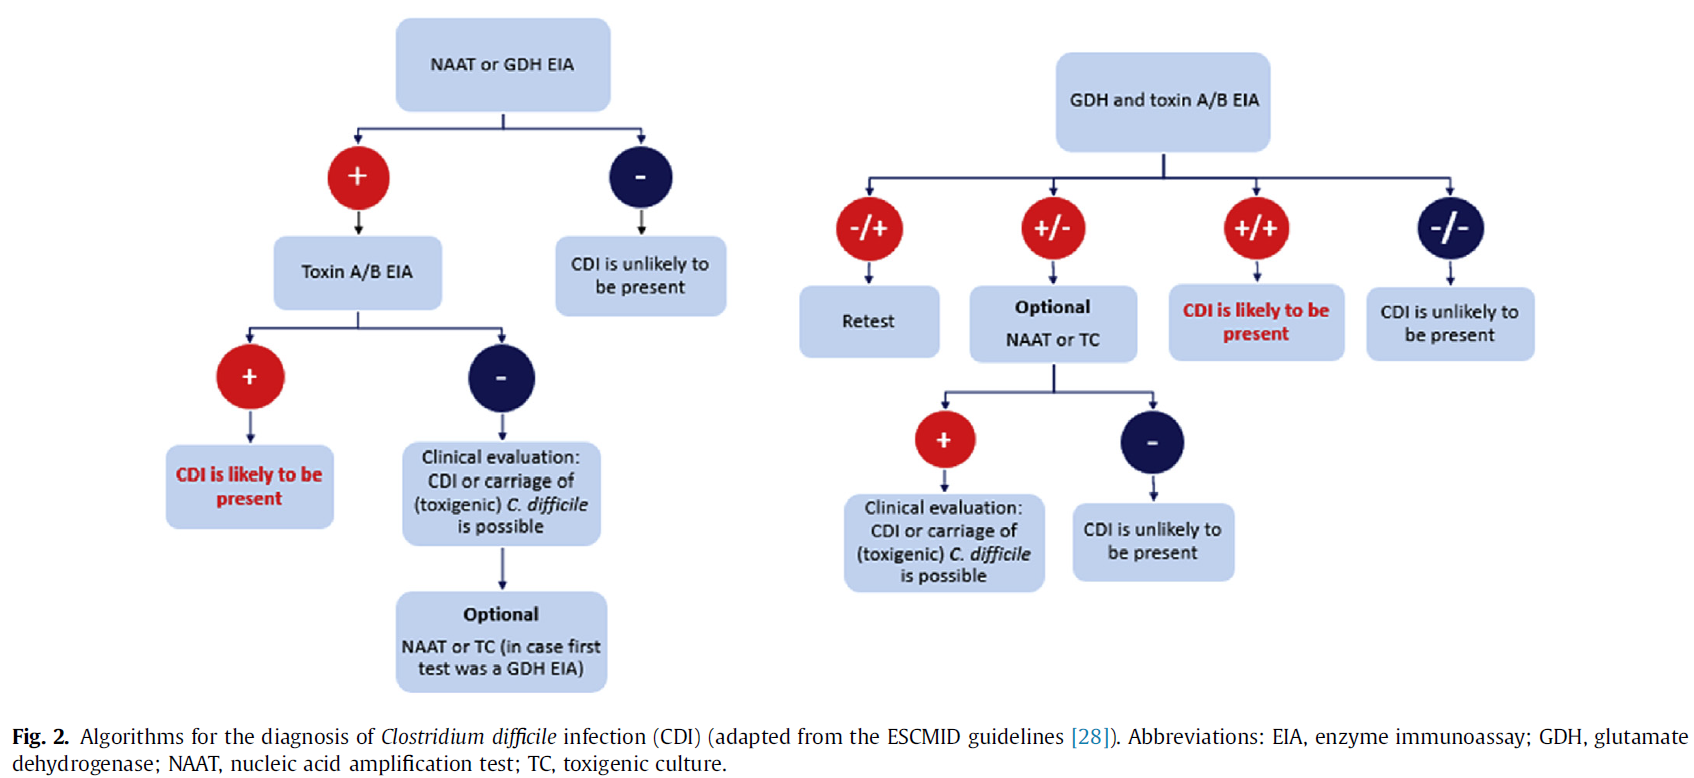 NAAT or GDH EIA
+
-
Toxin A/B EIA
CDI is unlikely to
be present
+
-
CDI is likely to be
present
Clinical evaluation:
CDI or carriage of
(toxigenic) C. difficile
is possible
Optional
NAAT or TC (in case first
test was a GDH EIA)
GDH and toxin A/B EIA
-/+
+/-
+/+
-/-
Retest
Optional
NAAT or TC
CDI is likely to be
present
CDI is unlikely to
be present
+
-
Clinical evaluation:
CDI or carriage of
(toxigenic) C. difficile
is possible
CDI is unlikely to
be present
Fig. 2. Algorithms for the diagnosis of Clostridium difficile infection (CDI) (adapted from the ESCMID guidelines [28]). Abbreviations: EIA, enzyme immunoassay; GDH, glutamate
dehydrogenase; NAAT, nucleic acid amplification test; TC, toxigenic culture.